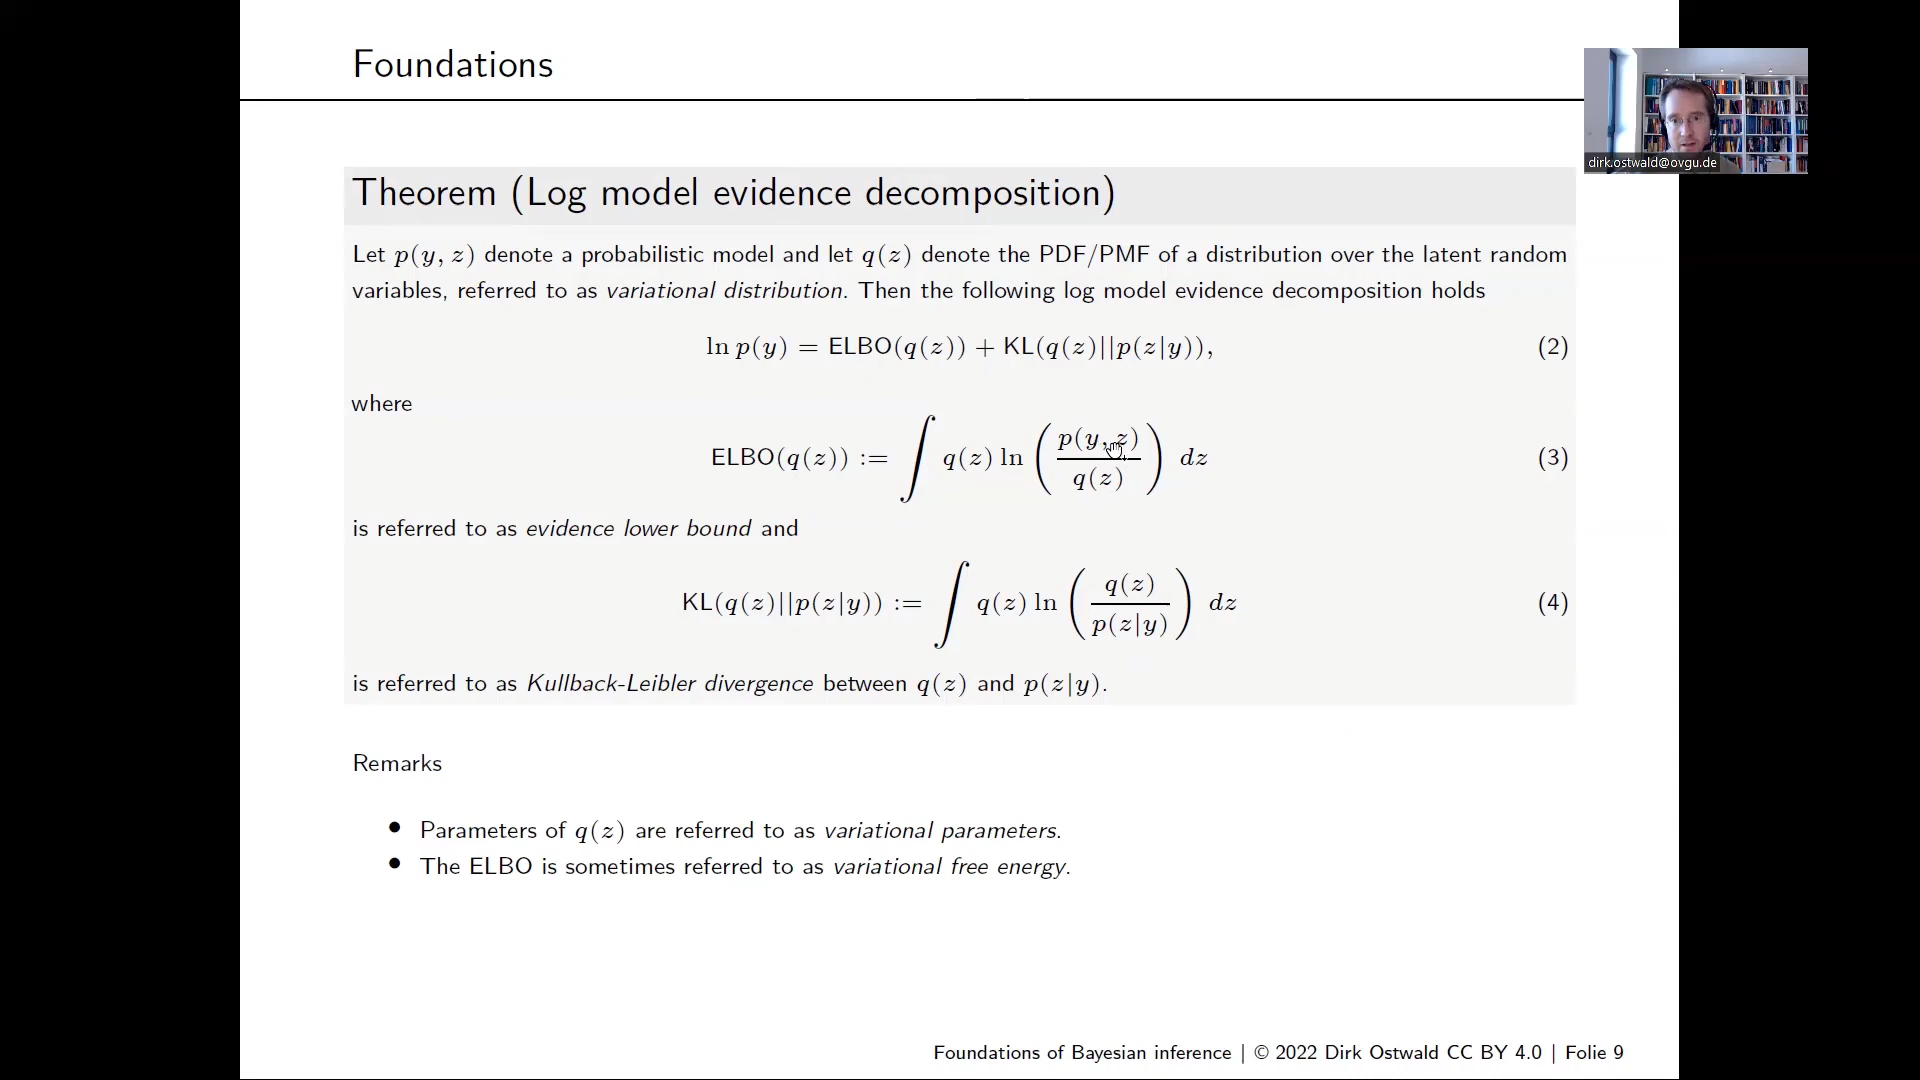 Foundations
dirk.ostwald@ovgu.de
Theorem (Log model evidence decomposition)
Let p(y, z) denote a probabilistic model and let q(z) denote the PDF/PMF of a distribution over the latent random
variables, referred to as variational distribution. Then the following log model evidence decomposition holds
ln p(y) = ELBO(q(z)) + KL(q(z)||p(z|y)), (2)
where
ELBO(q(z)) := ∫ q(z) ln (p(y, z) / q(z)) dz (3)
is referred to as evidence lower bound and
KL(q(z)||p(z|y)) := ∫ q(z) ln (q(z) / p(z|y)) dz (4)
is referred to as Kullback-Leibler divergence between q(z) and p(z|y).
Remarks
• Parameters of q(z) are referred to as variational parameters.
• The ELBO is sometimes referred to as variational free energy.
Foundations of Bayesian inference | © 2022 Dirk Ostwald CC BY 4.0 | Folie 9